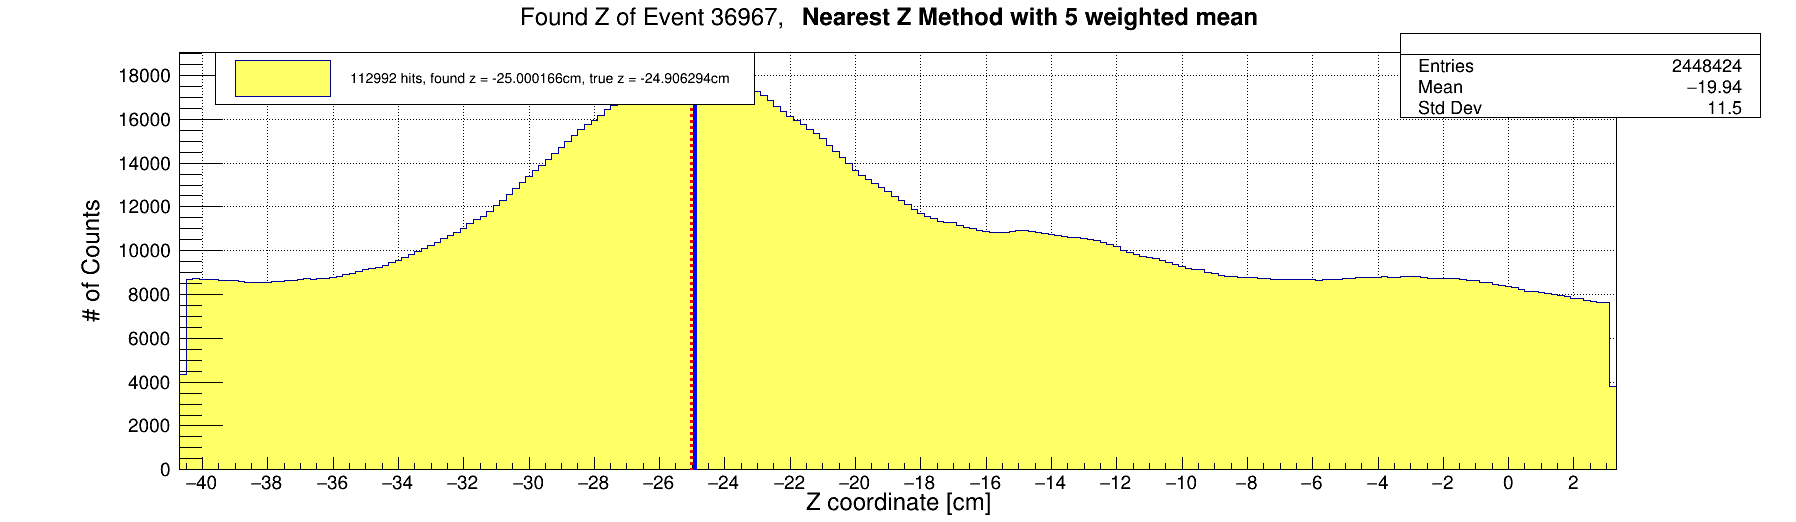 Found Z of Event 36967,   Nearest Z Method with 5 weighted mean
112992 hits, found z = -25.000166cm, true z = -24.906294cm
Entries 2448424
Mean −19.94
Std Dev 11.5
# of Counts
18000
16000
14000
12000
10000
8000
6000
4000
2000
0
−40 −38 −36 −34 −32 −30 −28 −26 −24 −22 −20 −18 −16 −14 −12 −10 −8 −6 −4 −2 0 2
Z coordinate [cm]